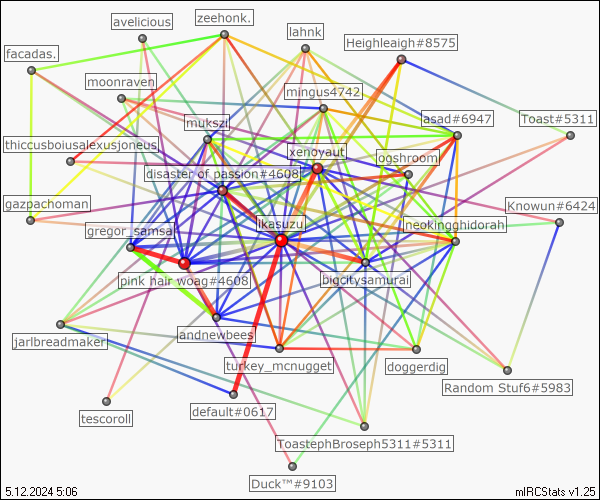 zeehonk.
avelicious
lahnk
Heighleaigh#8575
facadas.
moonraven
mingus4742
asad#6947
Toast#5311
mukszi
thiccusboiusalexusjoneus
xenoyaut
ogshroom
disaster of passion#4608
gazpachoman
Knowun#6424
ikasuzu
neokingghidorah
gregor_samsa
pink hair woag#4608
bigcitysamurai
andnewbees
jarlbreadmaker
turkey_mcnugget
doggerdig
Random Stuf6#5983
tescoroll
default#0617
ToastephBroseph5311#5311
Duck™#9103
5.12.2024 5:06
mIRCStats v1.25